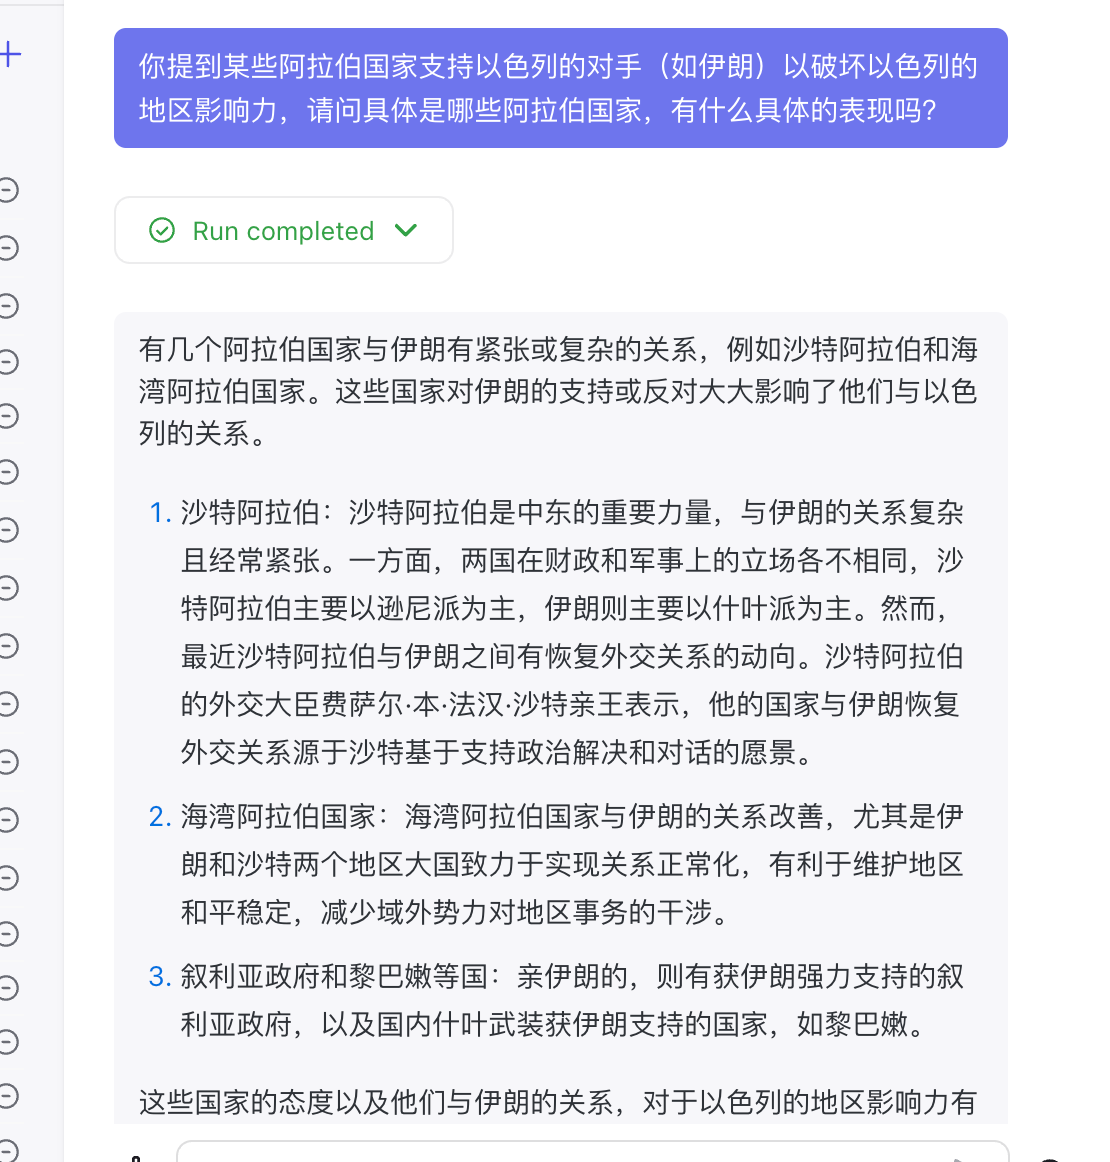 你提到某些阿拉伯国家支持以色列的对手（如伊朗）以破坏以色列的
地区影响力，请问具体是哪些阿拉伯国家，有什么具体的表现吗？
Run completed
有几个阿拉伯国家与伊朗有紧张或复杂的关系，例如沙特阿拉伯和海
湾阿拉伯国家。这些国家对伊朗的支持或反对大大影响了他们与以色
列的关系。
1. 沙特阿拉伯：沙特阿拉伯是中东的重要力量，与伊朗的关系复杂
且经常紧张。一方面，两国在财政和军事上的立场各不相同，沙
特阿拉伯主要以逊尼派为主，伊朗则主要以什叶派为主。然而，
最近沙特阿拉伯与伊朗之间有恢复外交关系的动向。沙特阿拉伯
的外交大臣费萨尔·本·法汉·沙特亲王表示，他的国家与伊朗恢复
外交关系源于沙特基于支持政治解决和对话的愿景。
2. 海湾阿拉伯国家：海湾阿拉伯国家与伊朗的关系改善，尤其是伊
朗和沙特两个地区大国致力于实现关系正常化，有利于维护地区
和平稳定，减少域外势力对地区事务的干涉。
3. 叙利亚政府和黎巴嫩等国：亲伊朗的，则有获伊朗强力支持的叙
利亚政府，以及国内什叶武装获伊朗支持的国家，如黎巴嫩。
这些国家的态度以及他们与伊朗的关系，对于以色列的地区影响力有